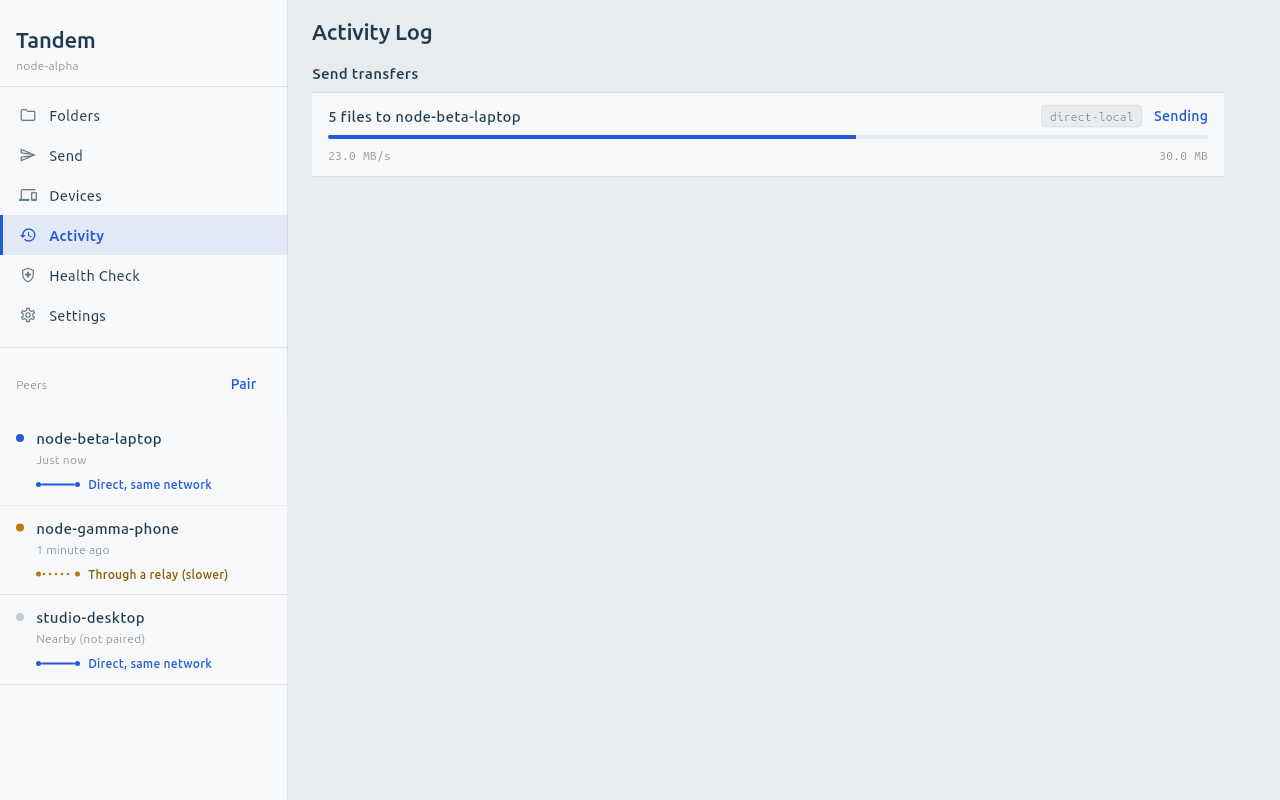 Tandem
node-alpha
Folders
Send
Devices
Activity
Health Check
Settings
Peers
Pair
node-beta-laptop
Just now
Direct, same network
node-gamma-phone
1 minute ago
Through a relay (slower)
studio-desktop
Nearby (not paired)
Direct, same network
Activity Log
Send transfers
5 files to node-beta-laptop
direct-local
Sending
23.0 MB/s
30.0 MB